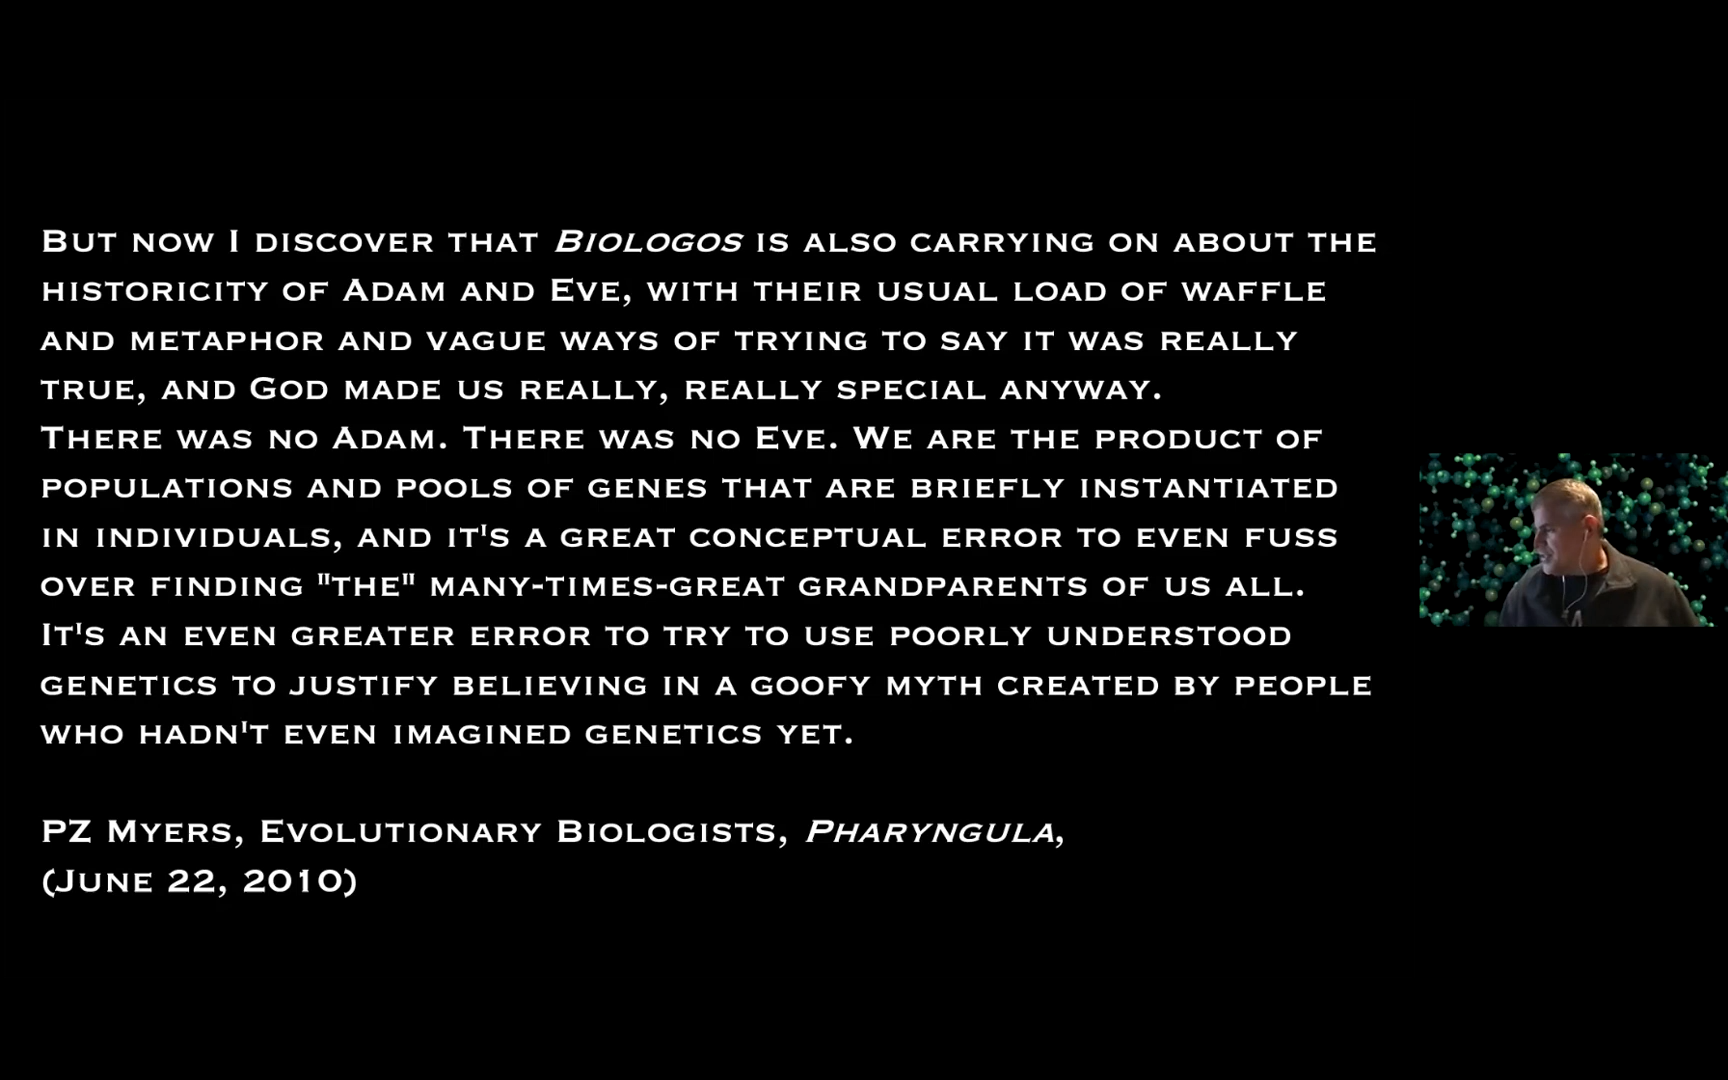 But now I discover that Biologos is also carrying on about the
historicity of Adam and Eve, with their usual load of waffle
and metaphor and vague ways of trying to say it was really
true, and God made us really, really special anyway.
There was no Adam. There was no Eve. We are the product of
populations and pools of genes that are briefly instantiated
in individuals, and it's a great conceptual error to even fuss
over finding "the" many-times-great grandparents of us all.
It's an even greater error to try to use poorly understood
genetics to justify believing in a goofy myth created by people
who hadn't even imagined genetics yet.
PZ Myers, Evolutionary Biologists, Pharyngula,
(June 22, 2010)